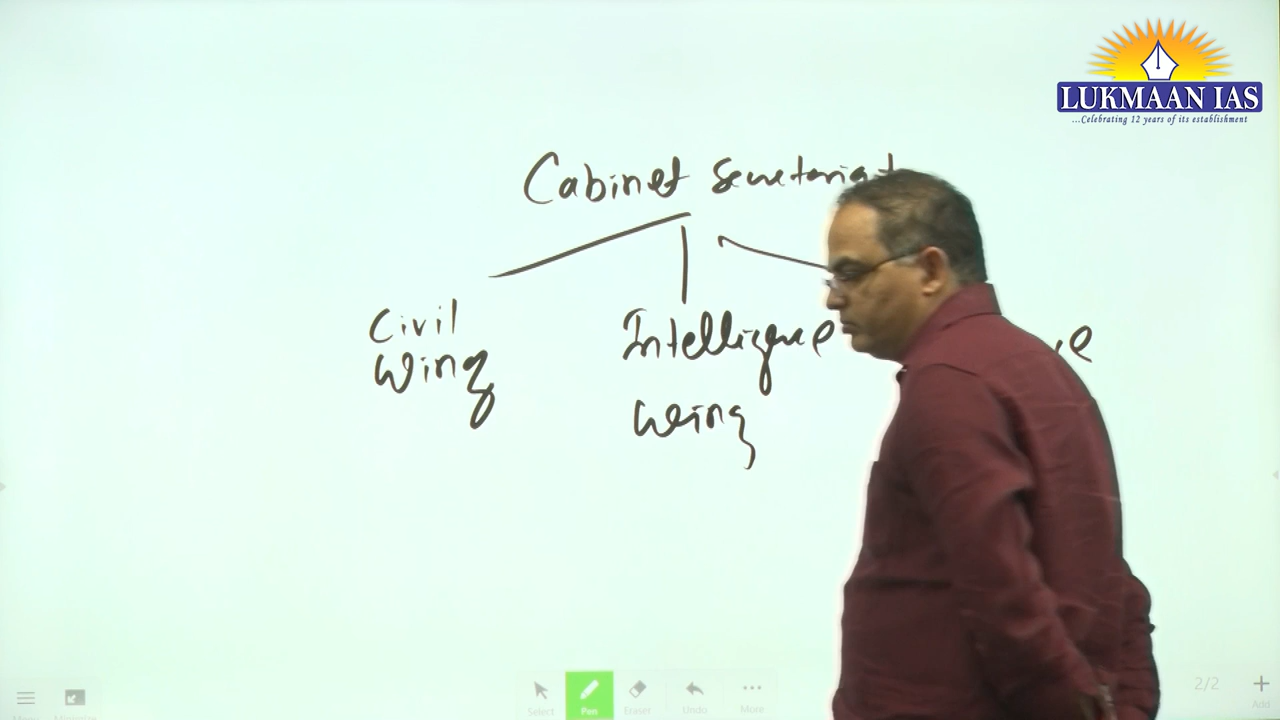 LUKMAAN IAS
...Celebrating 12 years of its establishment
Cabinet Secretariat
Civil
Wing
Intelligence
Wing
Select
Pen
Eraser
Undo
More
2/2
Add